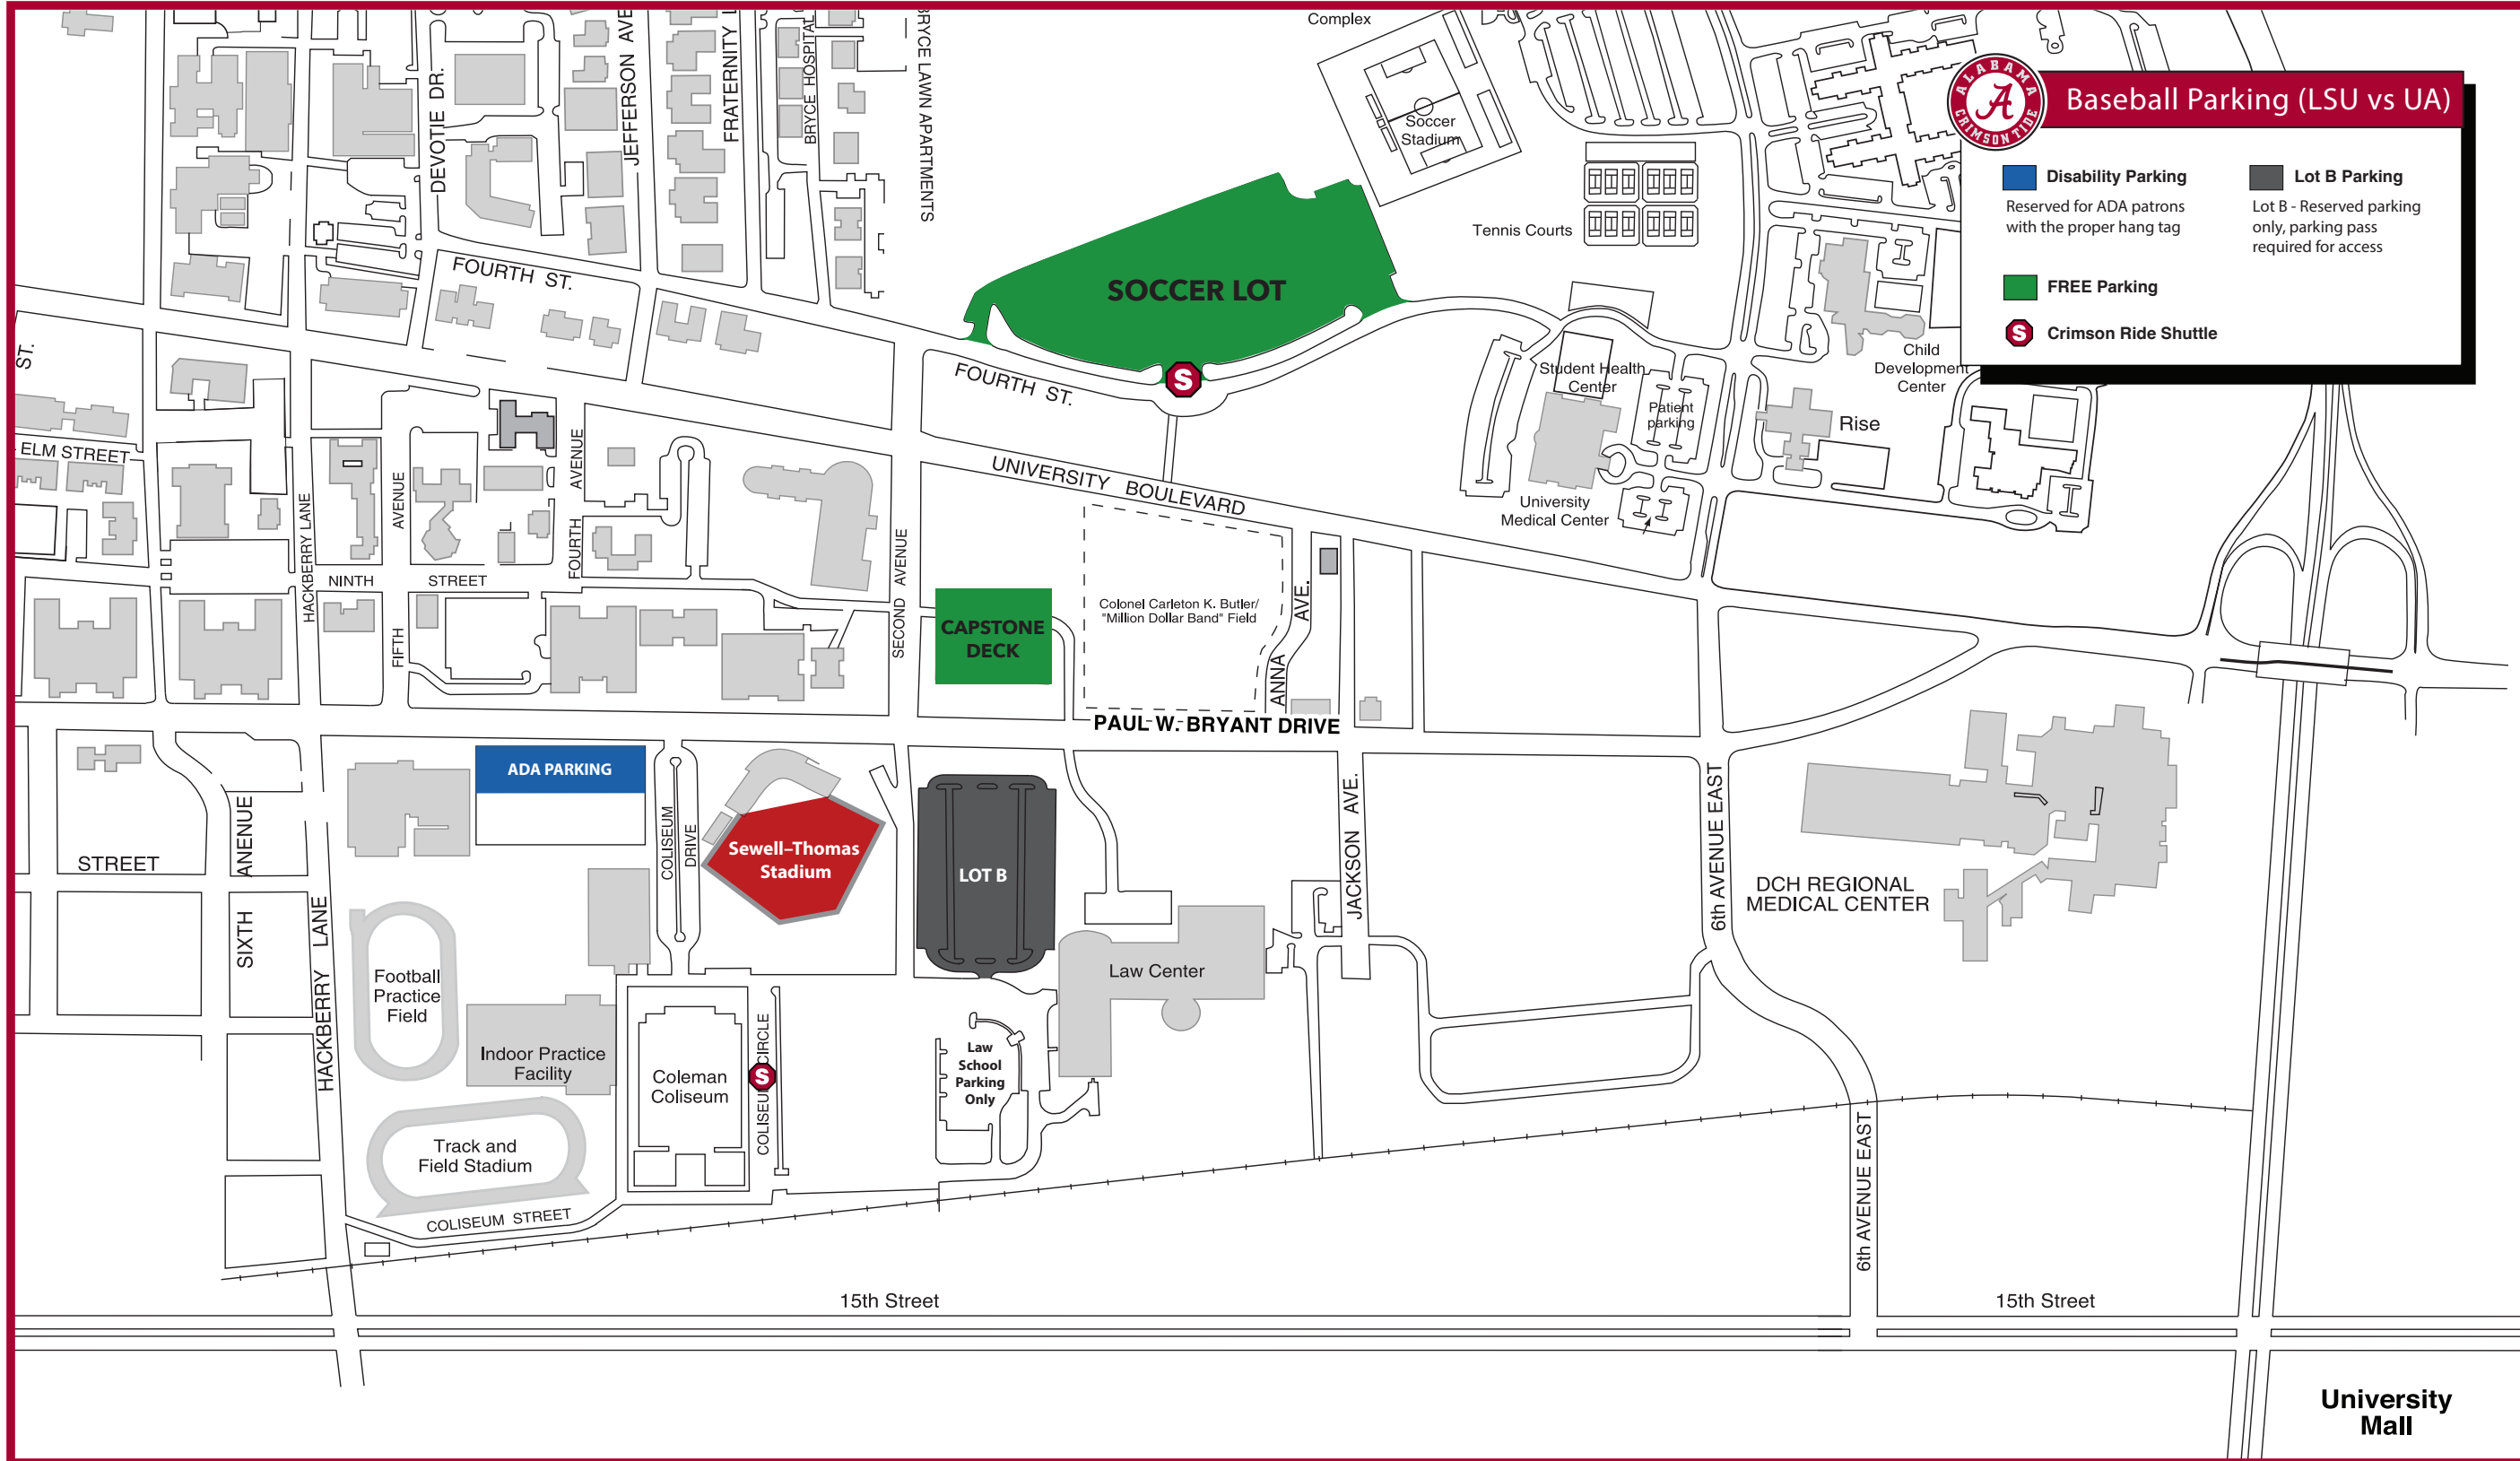 Complex
BRYCE LAWN APARTMENTS
BRYCE HOSPITAL
FRATERNITY
JEFFERSON AVE
DEVOTIE DR.
Soccer
Stadium
ALABAMA
A
CRIMSON TIDE
Baseball Parking (LSU vs UA)
Disability Parking
Reserved for ADA patrons
with the proper hang tag
Lot B Parking
Lot B - Reserved parking
only, parking pass
required for access
FREE Parking
S
Crimson Ride Shuttle
Tennis Courts
FOURTH ST.
SOCCER LOT
S
FOURTH ST.
ST.
Student Health
Center
Patient
parking
Child
Development
Center
Rise
ELM STREET
UNIVERSITY BOULEVARD
University
Medical Center
HACKBERRY LANE
FIFTH AVENUE
FOURTH AVENUE
SECOND AVENUE
NINTH STREET
CAPSTONE
DECK
Colonel Carleton K. Butler/
"Million Dollar Band" Field
ANNA AVE.
PAUL W. BRYANT DRIVE
ADA PARKING
COLISEUM
DRIVE
Sewell–Thomas
Stadium
LOT B
JACKSON AVE.
6th AVENUE EAST
DCH REGIONAL
MEDICAL CENTER
STREET
SIXTH ANENUE
HACKBERRY LANE
Football
Practice
Field
Law Center
Indoor Practice
Facility
Coleman
Coliseum
COLISEUM CIRCLE
S
Law
School
Parking
Only
Track and
Field Stadium
COLISEUM STREET
6th AVENUE EAST
15th Street
15th Street
University
Mall